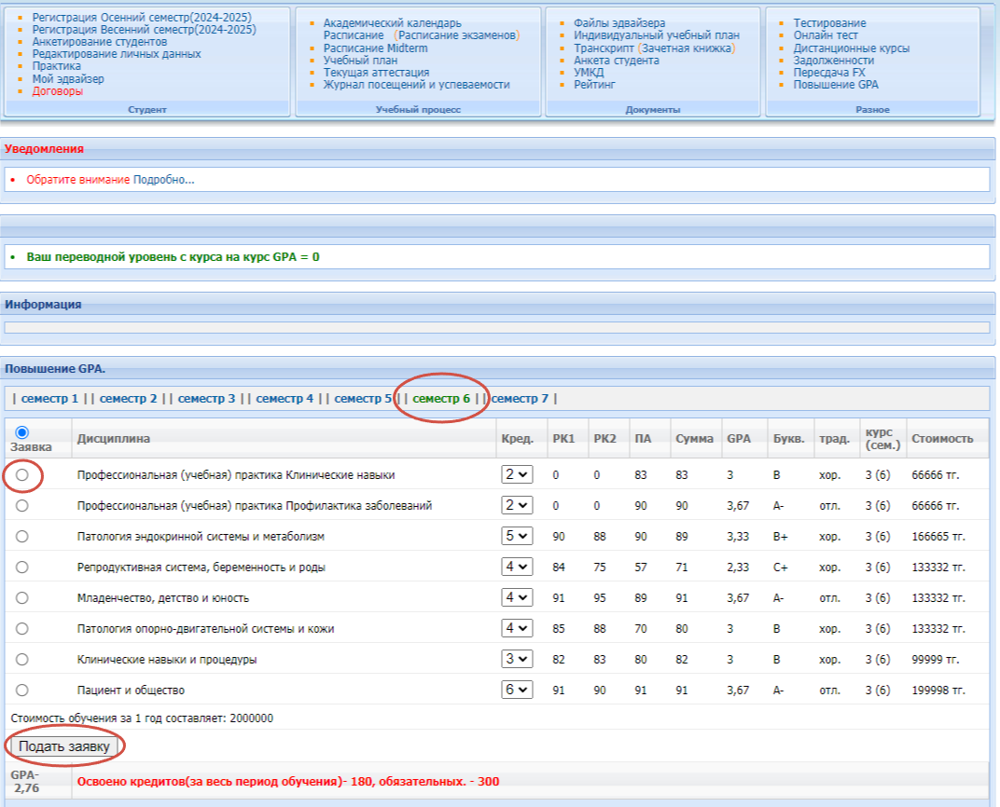 Регистрация Осенний семестр(2024-2025)
Регистрация Весенний семестр(2024-2025)
Анкетирование студентов
Редактирование личных данных
Практика
Мой эдвайзер
Договоры
Студент
Академический календарь
Расписание (Расписание экзаменов)
Расписание Midterm
Учебный план
Текущая аттестация
Журнал посещений и успеваемости
Учебный процесс
Файлы эдвайзера
Индивидуальный учебный план
Транскрипт (Зачетная книжка)
Анкета студента
УМКД
Рейтинг
Документы
Тестирование
Онлайн тест
Дистанционные курсы
Задолженности
Пересдача FX
Повышение GPA
Разное
Уведомления
Обратите внимание Подробно...
Ваш переводной уровень с курса на курс GPA = 0
Информация
Повышение GPA.
| семестр 1 | | семестр 2 | | семестр 3 | | семестр 4 | | семестр 5 | | семестр 6 | | семестр 7 |
Заявка Дисциплина Кред. РК1 РК2 ПА Сумма GPA Букв. трад. курс (сем.) Стоимость
Профессиональная (учебная) практика Клинические навыки 2 0 0 83 83 3 B хор. 3 (6) 66666 тг.
Профессиональная (учебная) практика Профилактика заболеваний 2 0 0 90 90 3,67 A- отл. 3 (6) 66666 тг.
Патология эндокринной системы и метаболизм 5 90 88 90 89 3,33 B+ хор. 3 (6) 166665 тг.
Репродуктивная система, беременность и роды 4 84 75 57 71 2,33 C+ хор. 3 (6) 133332 тг.
Младенчество, детство и юность 4 91 95 89 91 3,67 A- отл. 3 (6) 133332 тг.
Патология опорно-двигательной системы и кожи 4 85 88 70 80 3 B хор. 3 (6) 133332 тг.
Клинические навыки и процедуры 3 82 83 80 82 3 B хор. 3 (6) 99999 тг.
Пациент и общество 6 91 90 91 91 3,67 A- отл. 3 (6) 199998 тг.
Стоимость обучения за 1 год составляет: 2000000
Подать заявку
GPA-
2,76
Освоено кредитов(за весь период обучения)- 180, обязательных. - 300